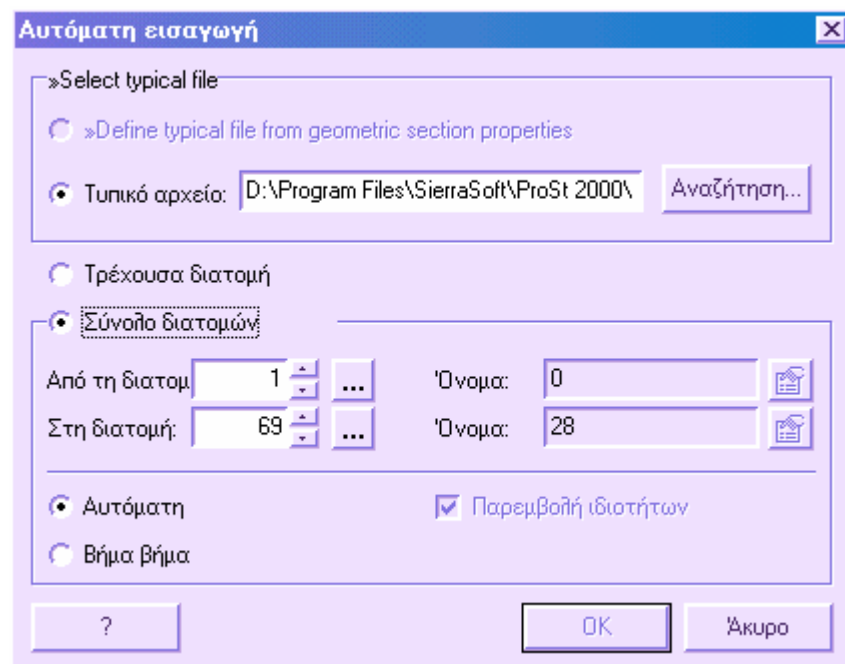 Αυτόματη εισαγωγή
»Select typical file
»Define typical file from geometric section properties
Τυπικό αρχείο: D:\Program Files\SierraSoft\ProSt 2000\ Αναζήτηση...
Τρέχουσα διατομή
Σύνολο διατομών
Από τη διατομ 1 ... Όνομα: 0
Στη διατομή: 69 ... Όνομα: 28
Αυτόματη Παρεμβολή ιδιοτήτων
Βήμα βήμα
? OK Άκυρο